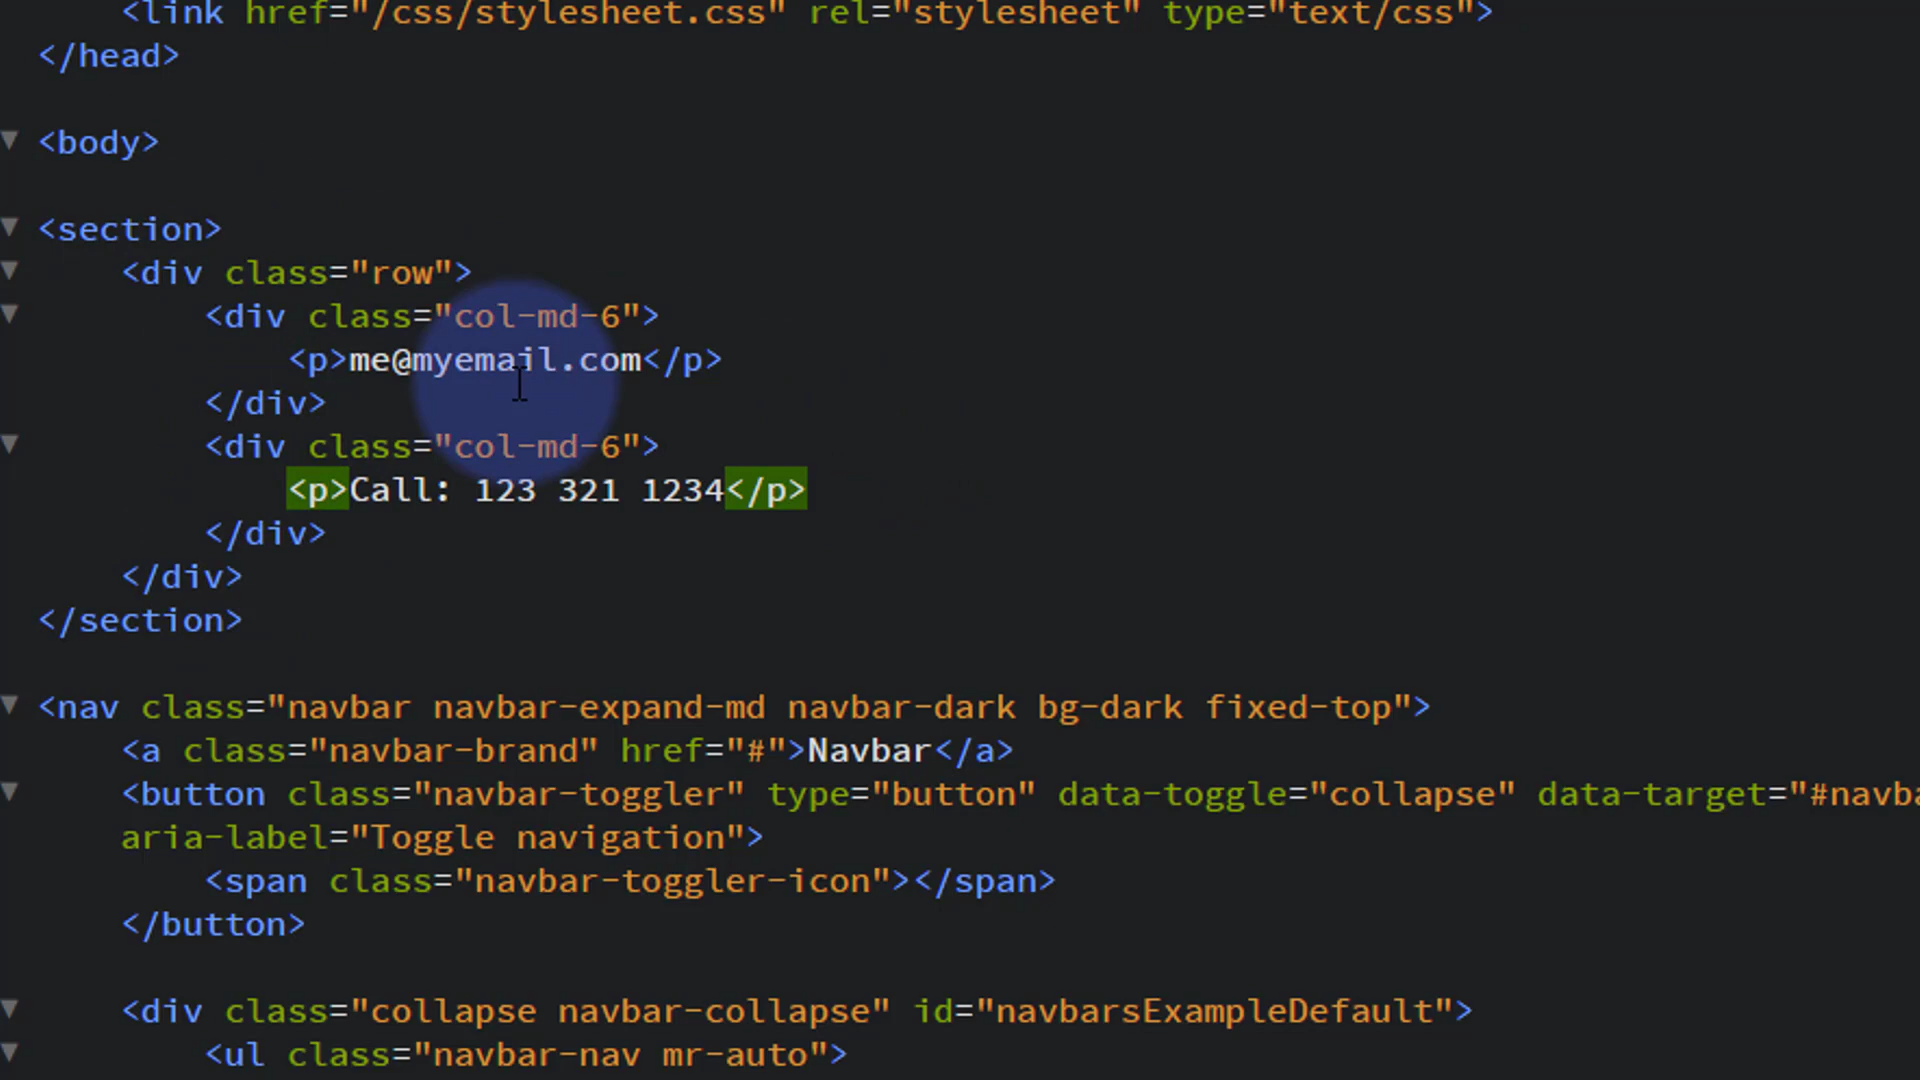 <link href="/css/stylesheet.css" rel="stylesheet" type="text/css">
</head>
<body>
<section>
<div class="row">
<div class="col-md-6">
<p>me@myemail.com</p>
</div>
<div class="col-md-6">
<p>Call: 123 321 1234</p>
</div>
</div>
</section>
<nav class="navbar navbar-expand-md navbar-dark bg-dark fixed-top">
<a class="navbar-brand" href="#">Navbar</a>
<button class="navbar-toggler" type="button" data-toggle="collapse" data-target="#navba
aria-label="Toggle navigation">
<span class="navbar-toggler-icon"></span>
</button>
<div class="collapse navbar-collapse" id="navbarsExampleDefault">
<ul class="navbar-nav mr-auto">